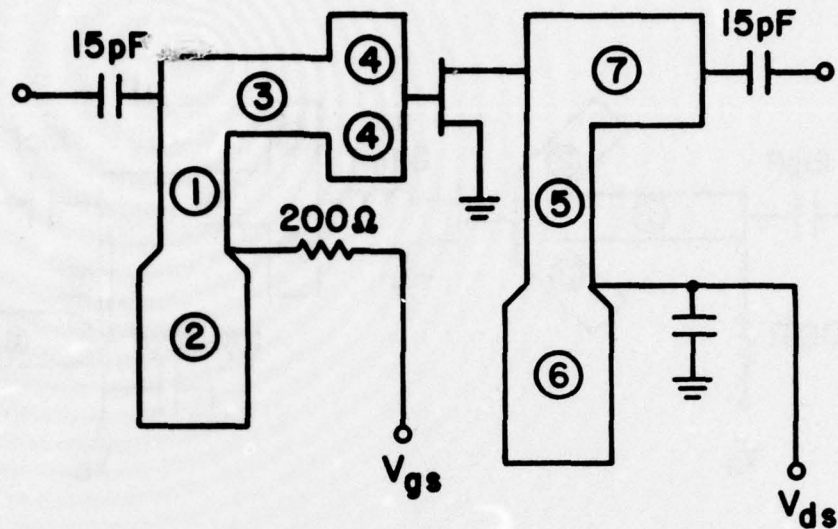 15pF
③
④
④
①
200Ω
②
Vgs
⑦
15pF
⑤
⑥
Vds